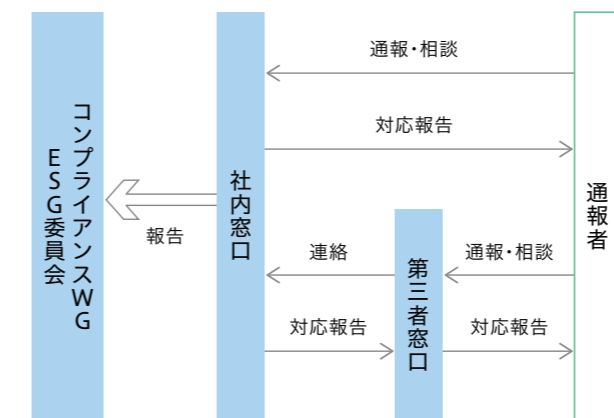 コンプライアンスWG
ESG委員会
報告
社内窓口
通報・相談
対応報告
連絡
対応報告
第三者窓口
通報・相談
対応報告
通報者